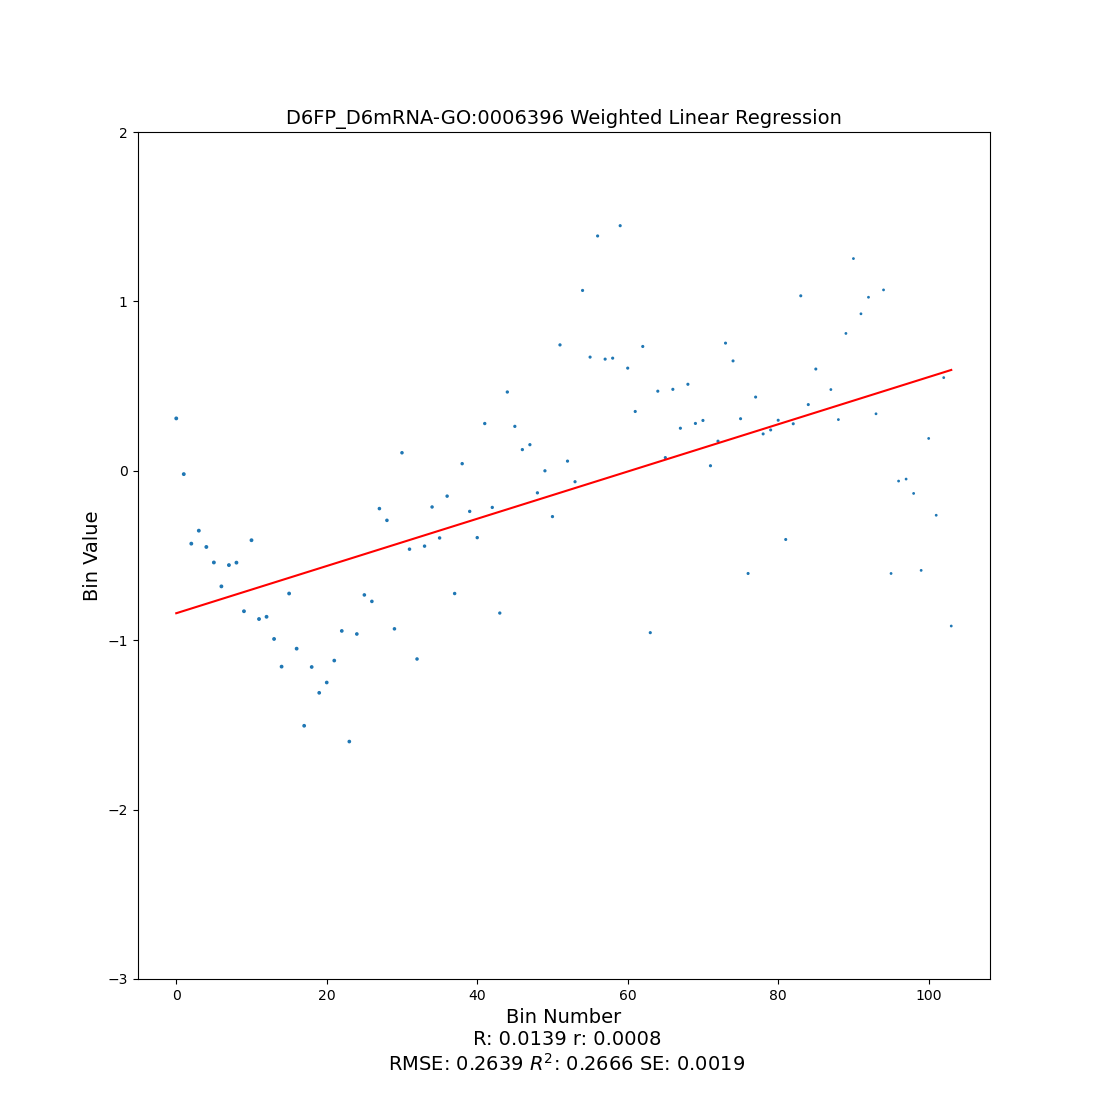 D6FP_D6mRNA-GO:0006396 Weighted Linear Regression
2
1
0
−1
−2
−3
Bin Value
0 20 40 60 80 100
Bin Number
R: 0.0139 r: 0.0008
RMSE: 0.2639 R²: 0.2666 SE: 0.0019